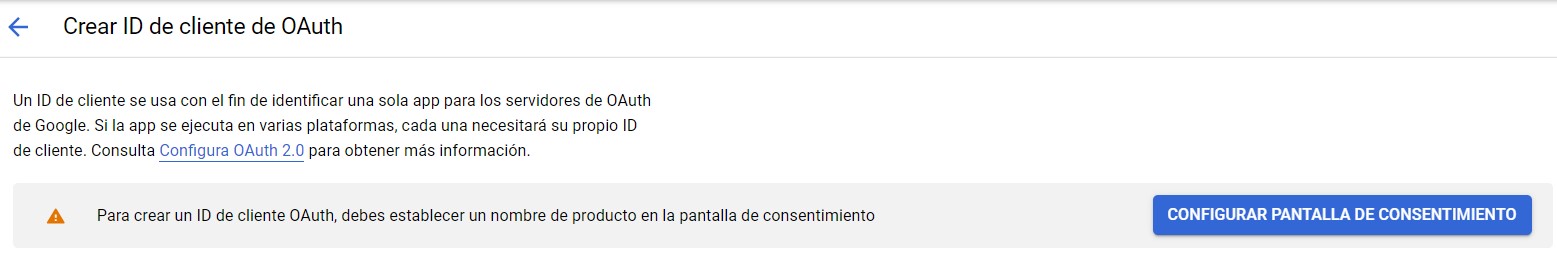 Crear ID de cliente de OAuth
Un ID de cliente se usa con el fin de identificar una sola app para los servidores de OAuth
de Google. Si la app se ejecuta en varias plataformas, cada una necesitará su propio ID
de cliente. Consulta Configura OAuth 2.0 para obtener más información.
Para crear un ID de cliente OAuth, debes establecer un nombre de producto en la pantalla de consentimiento
CONFIGURAR PANTALLA DE CONSENTIMIENTO